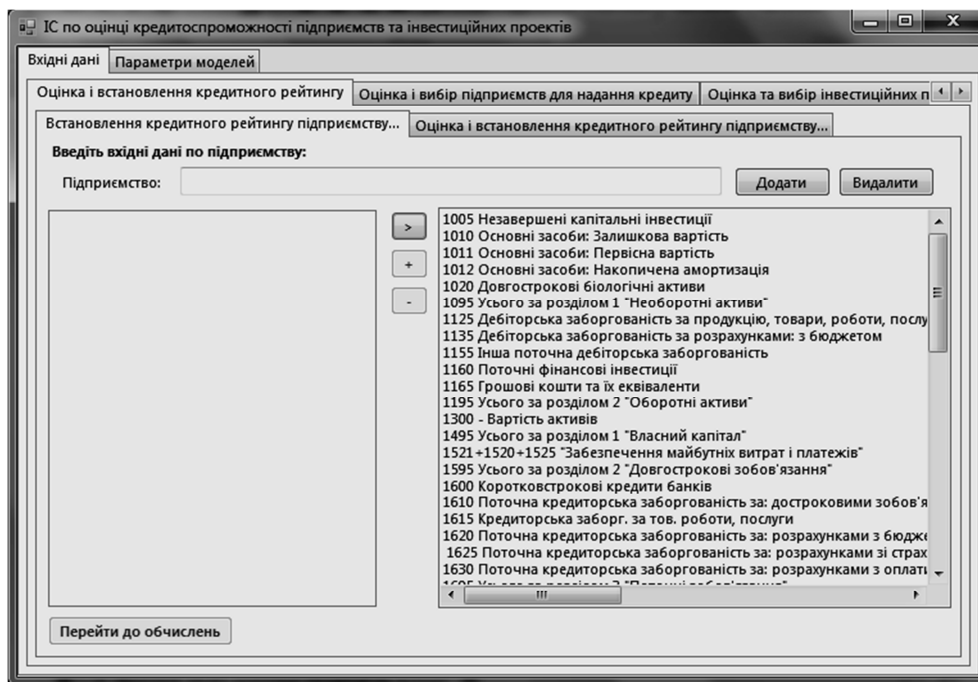 ІС по оцінці кредитоспроможності підприємств та інвестиційних проектів
Вхідні дані Параметри моделей
Оцінка і встановлення кредитного рейтингу Оцінка і вибір підприємств для надання кредиту Оцінка та вибір інвестиційних п
Встановлення кредитного рейтингу підприємству... Оцінка і встановлення кредитного рейтингу підприємству...
Введіть вхідні дані по підприємству:
Підприємство: Додати Видалити
>
+
-
1005 Незавершені капітальні інвестиції
1010 Основні засоби: Залишкова вартість
1011 Основні засоби: Первісна вартість
1012 Основні засоби: Накопичена амортизація
1020 Довгострокові біологічні активи
1095 Усього за розділом 1 "Необоротні активи"
1125 Дебіторська заборгованість за продукцію, товари, роботи, послу
1135 Дебіторська заборгованість за розрахунками: з бюджетом
1155 Інша поточна дебіторська заборгованість
1160 Поточні фінансові інвестиції
1165 Грошові кошти та їх еквіваленти
1195 Усього за розділом 2 "Оборотні активи"
1300 - Вартість активів
1495 Усього за розділом 1 "Власний капітал"
1521+1520+1525 "Забезпечення майбутніх витрат і платежів"
1595 Усього за розділом 2 "Довгострокові зобов'язання"
1600 Коротковстрокові кредити банків
1610 Поточна кредиторська заборгованість за: достроковими зобов'я
1615 Кредиторська заборг. за тов. роботи, послуги
1620 Поточна кредиторська заборгованість за: розрахунками з бюдже
1625 Поточна кредиторська заборгованість за: розрахунками зі страх
1630 Поточна кредиторська заборгованість за: розрахунками з оплати
Перейти до обчислень